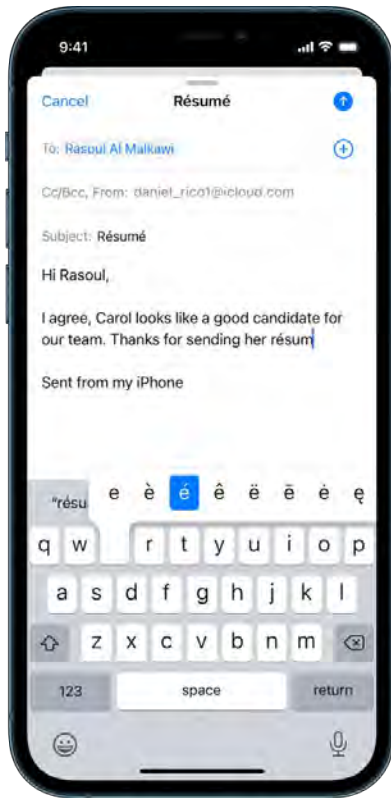 9:41
Cancel Résumé
To: Rasoul Al Malkawi
Cc/Bcc, From: daniel_rico1@icloud.com
Subject: Résumé
Hi Rasoul,
I agree, Carol looks like a good candidate for
our team. Thanks for sending her résum
Sent from my iPhone
"résu e è é ê ë ē ė ę
q w r t y u i o p
a s d f g h j k l
z x c v b n m
123 space return